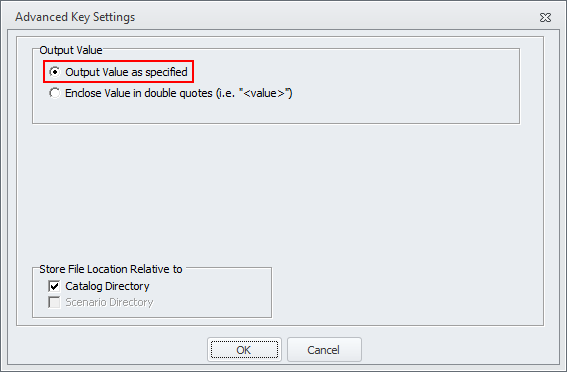 Advanced Key Settings
Output Value
Output Value as specified
Enclose Value in double quotes (i.e. "<value>")
Store File Location Relative to
Catalog Directory
Scenario Directory
OK
Cancel